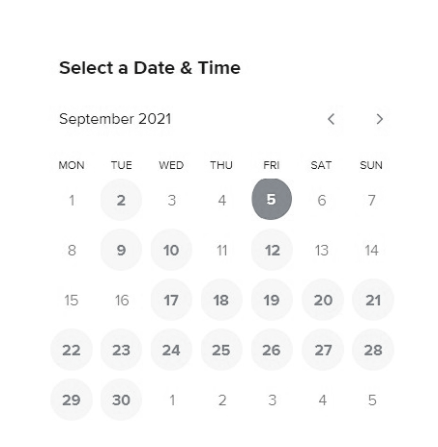 Select a Date & Time
September 2021 < >
MON TUE WED THU FRI SAT SUN
1 2 3 4 5 6 7
8 9 10 11 12 13 14
15 16 17 18 19 20 21
22 23 24 25 26 27 28
29 30 1 2 3 4 5